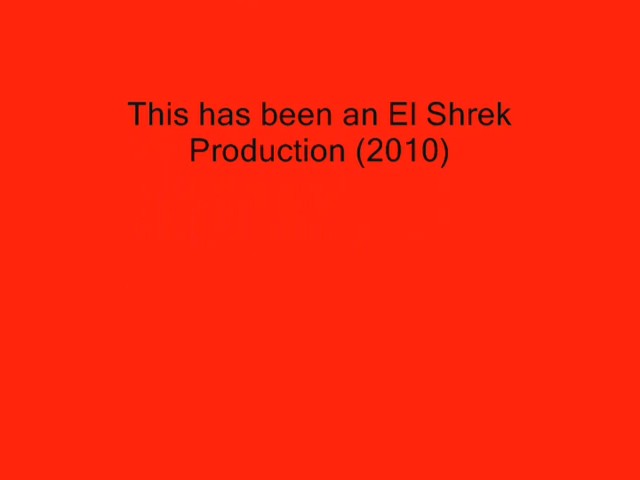 This has been an El Shrek
Production (2010)